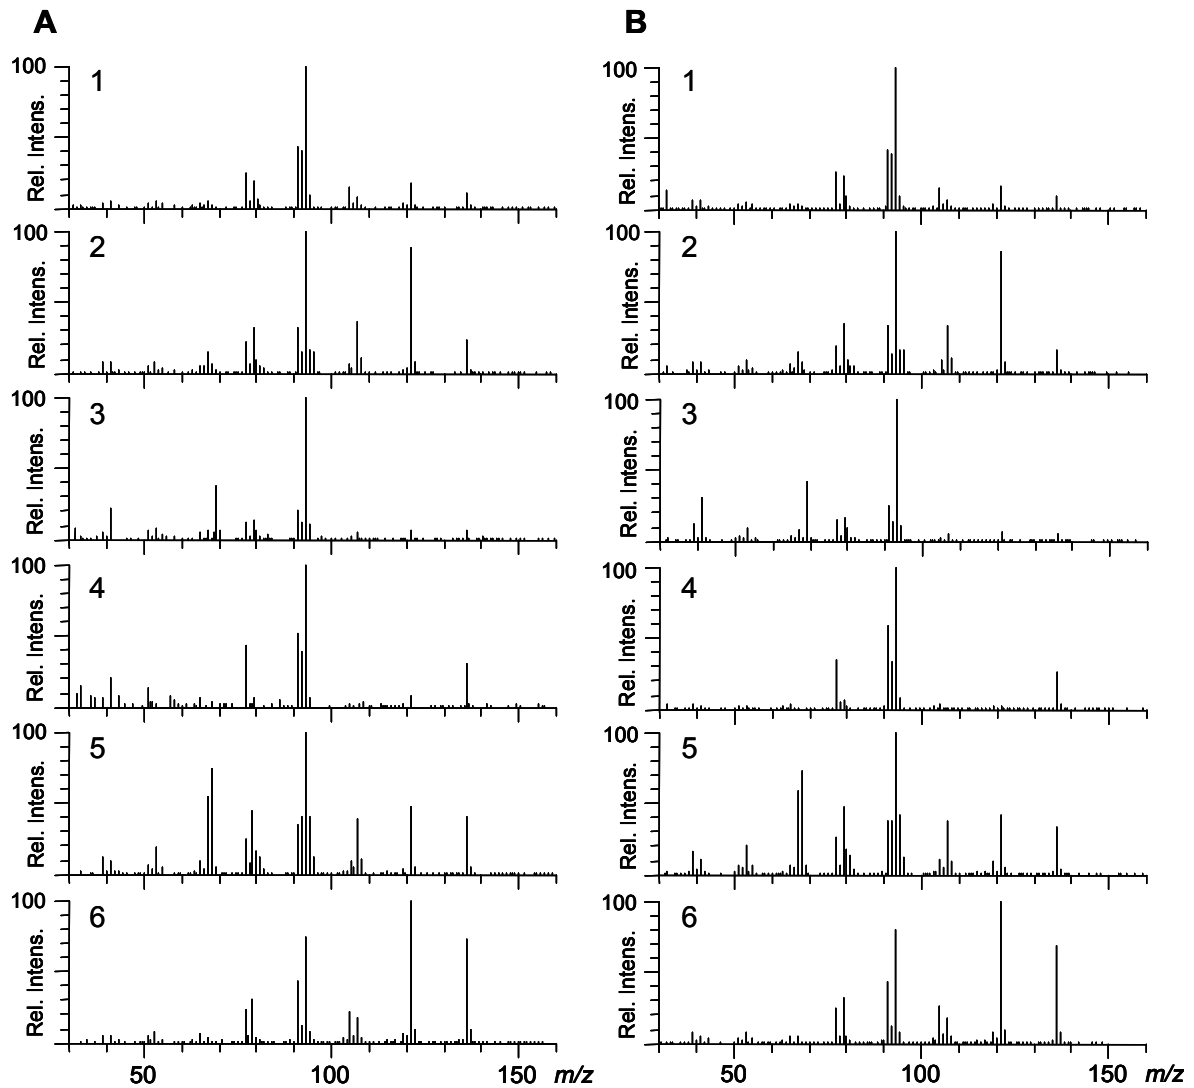 A B
100 1 100 1
Rel. Intens. Rel. Intens.
100 2 100 2
Rel. Intens. Rel. Intens.
100 3 100 3
Rel. Intens. Rel. Intens.
100 4 100 4
Rel. Intens. Rel. Intens.
100 5 100 5
Rel. Intens. Rel. Intens.
100 6 100 6
Rel. Intens. Rel. Intens.
50 100 150 m/z 50 100 150 m/z